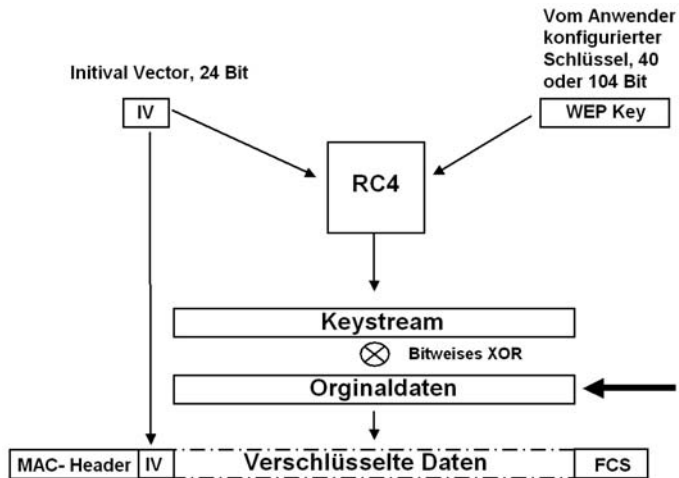 Vom Anwender
konfigurierter
Schlüssel, 40
oder 104 Bit
Initival Vector, 24 Bit
IV
WEP Key
RC4
Keystream
Bitweises XOR
Orginaldaten
MAC- Header IV Verschlüsselte Daten FCS